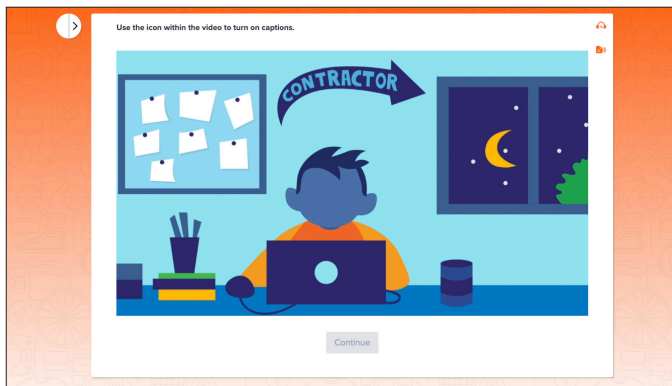 Use the icon within the video to turn on captions.
CONTRACTOR
Continue